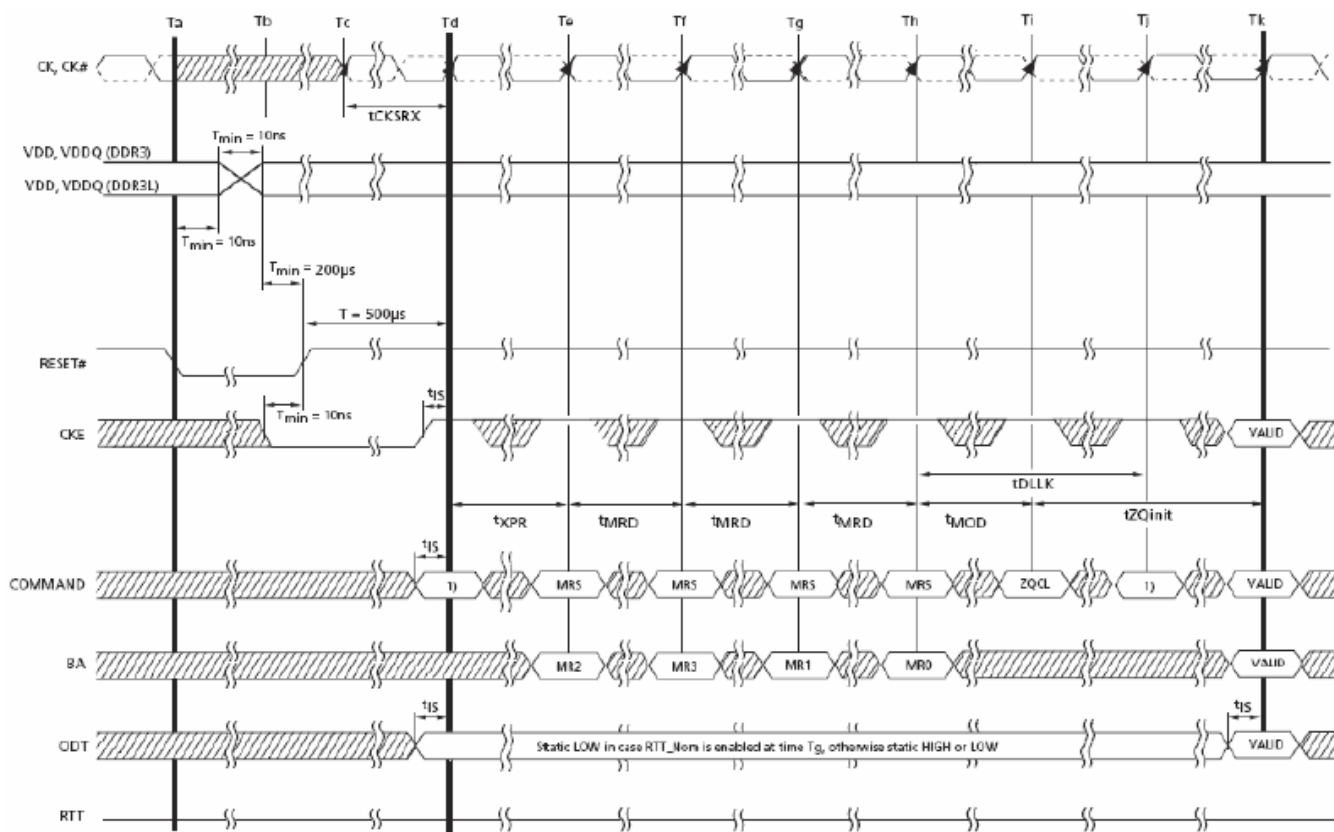 Ta Tb Tc Td Te Tf Tg Th Ti Tj Tk
CK, CK#
tCKSRX
Tmin = 10ns
VDD, VDDQ (DDR3)
VDD, VDDQ (DDR3L)
Tmin = 10ns
Tmin = 200µs
T = 500µs
RESET#
tIS
Tmin = 10ns
CKE VALID
tDLLK
tXPR tMRD tMRD tMRD tMOD tZQinit
tIS
COMMAND 1) MRS MRS MRS MRS ZQCL 1) VALID
BA MR2 MR3 MR1 MR0 VALID
tIS tIS
ODT Static LOW in case RTT_Nom is enabled at time Tg, otherwise static HIGH or LOW VALID
RTT